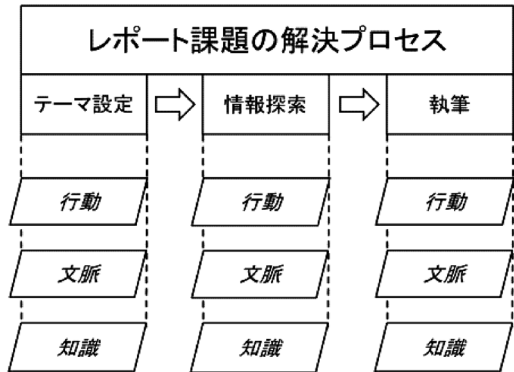 レポート課題の解決プロセス
テーマ設定 情報探索 執筆
行動 行動 行動
文脈 文脈 文脈
知識 知識 知識